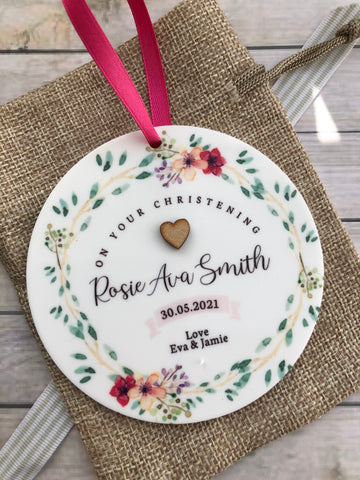 ON YOUR CHRISTENING
Rosie Ava Smith
30.05.2021
Love
Eva & Jamie